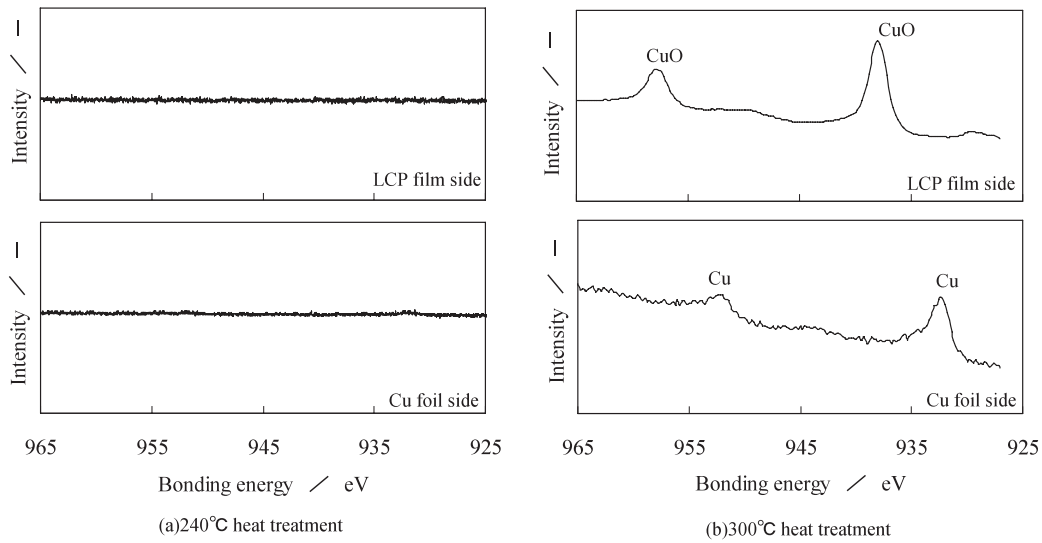 Intensity / —
LCP film side
Intensity / —
Cu foil side
965 955 945 935 925
Bonding energy / eV
(a)240℃ heat treatment
Intensity / —
CuO
CuO
LCP film side
Intensity / —
Cu
Cu
Cu foil side
965 955 945 935 925
Bonding energy / eV
(b)300℃ heat treatment